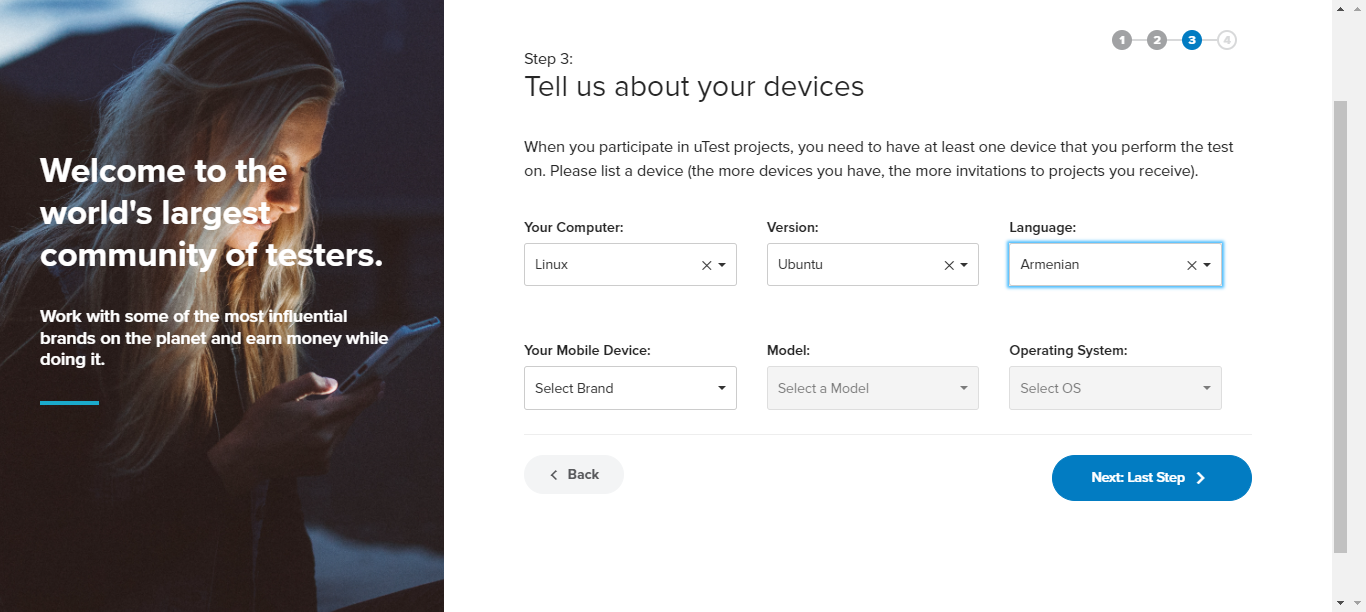 Welcome to the
world's largest
community of testers.
Work with some of the most influential
brands on the planet and earn money while
doing it.
1 2 3 4
Step 3:
Tell us about your devices
When you participate in uTest projects, you need to have at least one device that you perform the test
on. Please list a device (the more devices you have, the more invitations to projects you receive).
Your Computer: Version: Language:
Linux Ubuntu Armenian
Your Mobile Device: Model: Operating System:
Select Brand Select a Model Select OS
Back Next: Last Step